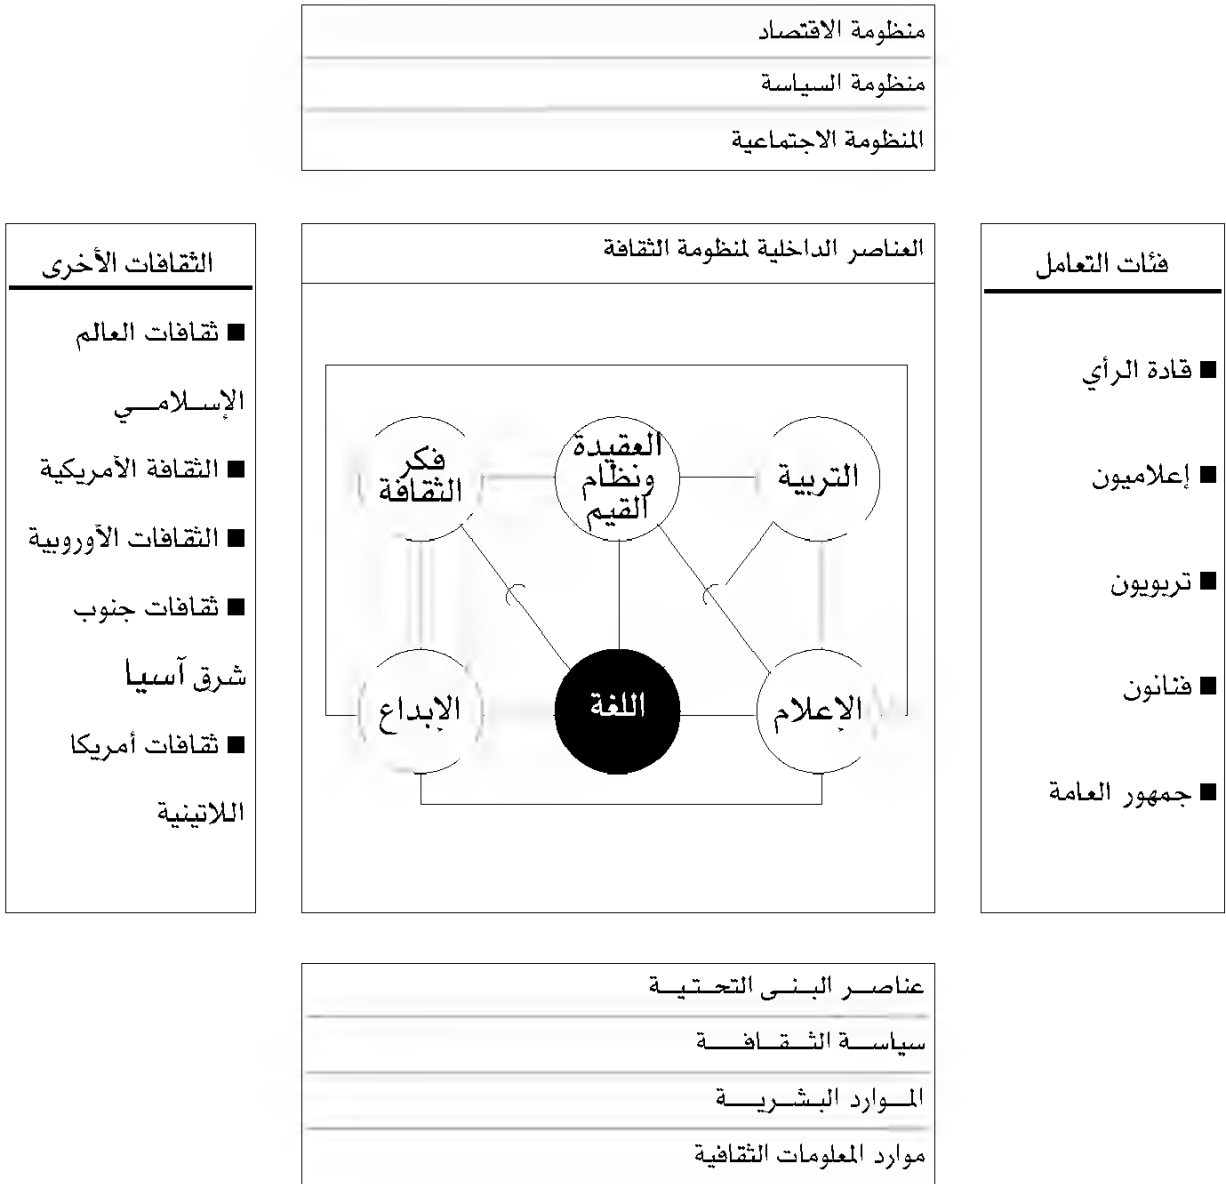 منظومة الاقتصاد
منظومة السياسة
المنظومة الاجتماعية
فئات التعامل
■ قادة الرأي
■ إعلاميون
■ تربويون
■ فنانون
■ جمهور العامة
العناصر الداخلية لمنظومة الثقافة
التربية
العقيدة
ونظام
القيم
فكر
الثقافة
الإعلام
اللغة
الإبداع
الثقافات الأخرى
■ ثقافات العالم
الإسلامي
■ الثقافة الأمريكية
■ الثقافات الأوروبية
■ ثقافات جنوب
شرق آسيا
■ ثقافات أمريكا
اللاتينية
عناصر البنى التحتية
سياسة الثقافة
الموارد البشرية
موارد المعلومات الثقافية